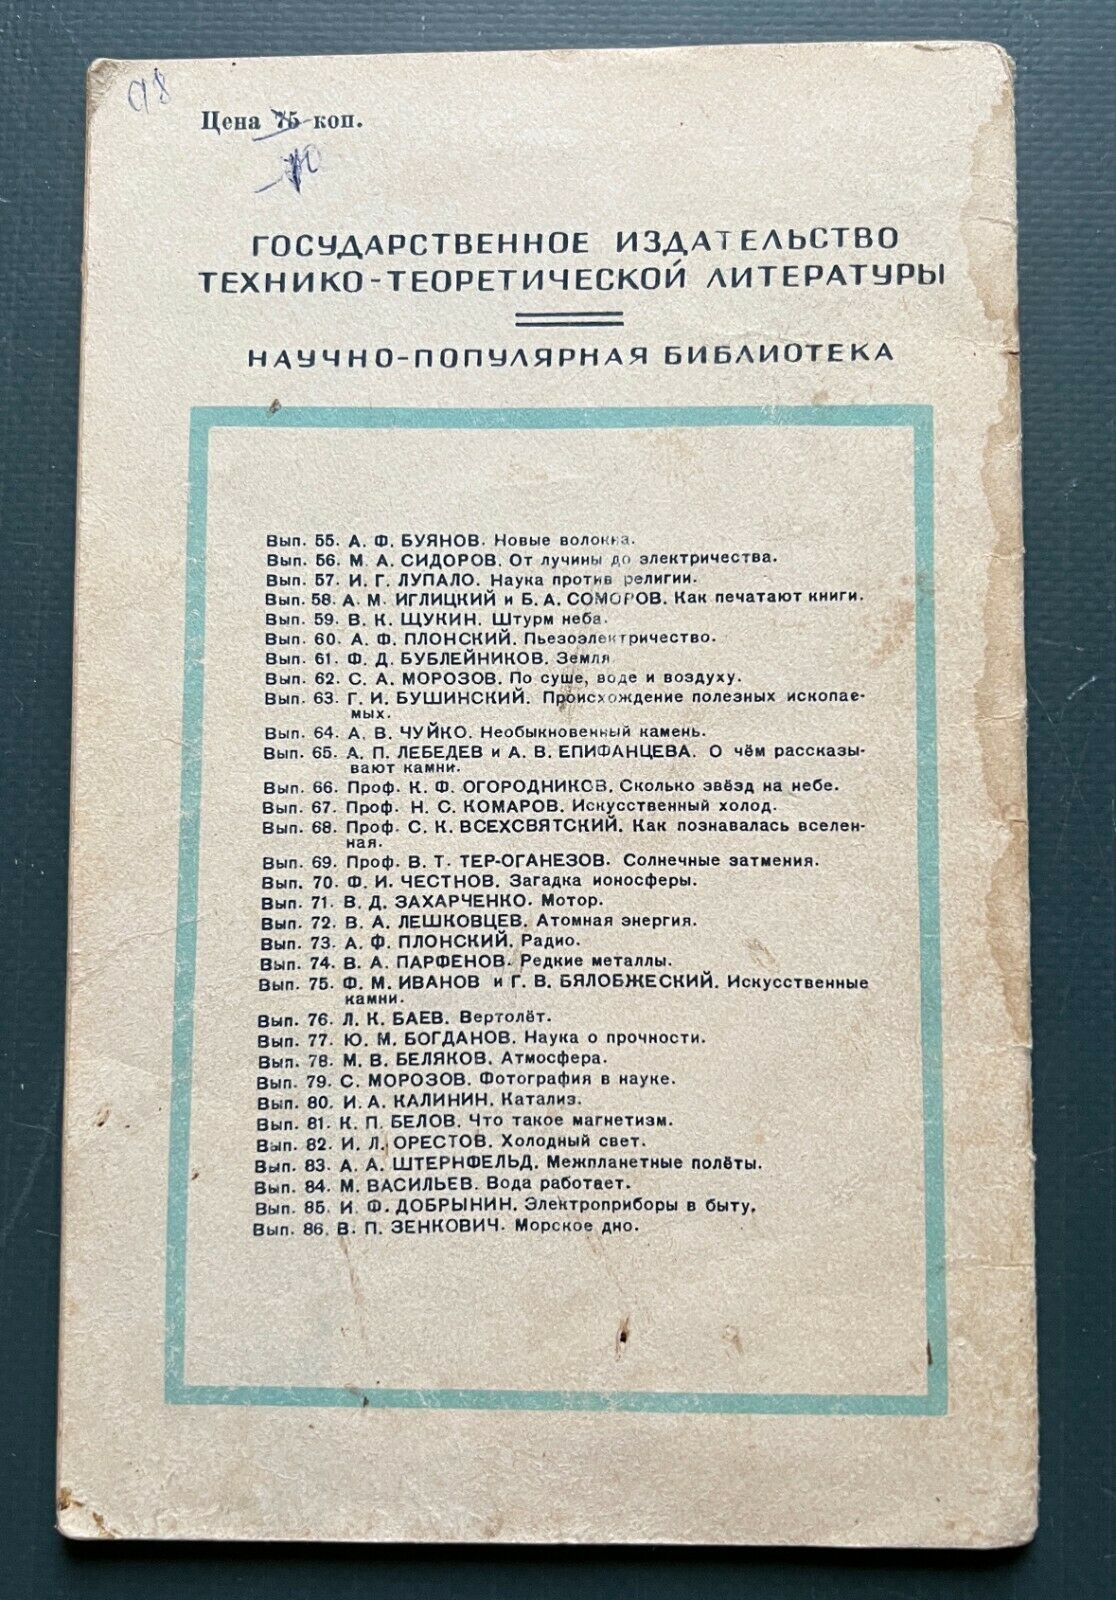 Цена 75 коп.
ГОСУДАРСТВЕННОЕ ИЗДАТЕЛЬСТВО
ТЕХНИКО-ТЕОРЕТИЧЕСКОЙ ЛИТЕРАТУРЫ
НАУЧНО-ПОПУЛЯРНАЯ БИБЛИОТЕКА
Вып. 55. А. Ф. БУЯНОВ. Новые волокна.
Вып. 56. М. А. СИДОРОВ. От лучины до электричества.
Вып. 57. И. Г. ЛУПАЛО. Наука против религии.
Вып. 58. А. М. ИГЛИЦКИЙ и Б. А. СОМОРОВ. Как печатают книги.
Вып. 59. В. К. ЩУКИН. Штурм неба.
Вып. 60. А. Ф. ПЛОНСКИЙ. Пьезоэлектричество.
Вып. 61. Ф. Д. БУБЛЕЙНИКОВ. Земля
Вып. 62. С. А. МОРОЗОВ. По суше, воде и воздуху.
Вып. 63. Г. И. БУШИНСКИЙ. Происхождение полезных ископае-
мых.
Вып. 64. А. В. ЧУЙКО. Необыкновенный камень.
Вып. 65. А. П. ЛЕБЕДЕВ и А. В. ЕПИФАНЦЕВА. О чём рассказы-
вают камни.
Вып. 66. Проф. К. Ф. ОГОРОДНИКОВ. Сколько звёзд на небе.
Вып. 67. Проф. Н. С. КОМАРОВ. Искусственный холод.
Вып. 68. Проф. С. К. ВСЕХСВЯТСКИЙ. Как познавалась вселен-
ная.
Вып. 69. Проф. В. Т. ТЕР-ОГАНЕЗОВ. Солнечные затмения.
Вып. 70. Ф. И. ЧЕСТНОВ. Загадка ионосферы.
Вып. 71. В. Д. ЗАХАРЧЕНКО. Мотор.
Вып. 72. В. А. ЛЕШКОВЦЕВ. Атомная энергия.
Вып. 73. А. Ф. ПЛОНСКИЙ. Радио.
Вып. 74. В. А. ПАРФЕНОВ. Редкие металлы.
Вып. 75. Ф. М. ИВАНОВ и Г. В. БЯЛОБЖЕСКИЙ. Искусственные
камни.
Вып. 76. Л. К. БАЕВ. Вертолёт.
Вып. 77. Ю. М. БОГДАНОВ. Наука о прочности.
Вып. 78. М. В. БЕЛЯКОВ. Атмосфера.
Вып. 79. С. МОРОЗОВ. Фотография в науке.
Вып. 80. И. А. КАЛИНИН. Катализ.
Вып. 81. К. П. БЕЛОВ. Что такое магнетизм.
Вып. 82. И. Л. ОРЕСТОВ. Холодный свет.
Вып. 83. А. А. ШТЕРНФЕЛЬД. Межпланетные полёты.
Вып. 84. М. ВАСИЛЬЕВ. Вода работает.
Вып. 85. И. Ф. ДОБРЫНИН. Электроприборы в быту.
Вып. 86. В. П. ЗЕНКОВИЧ. Морское дно.